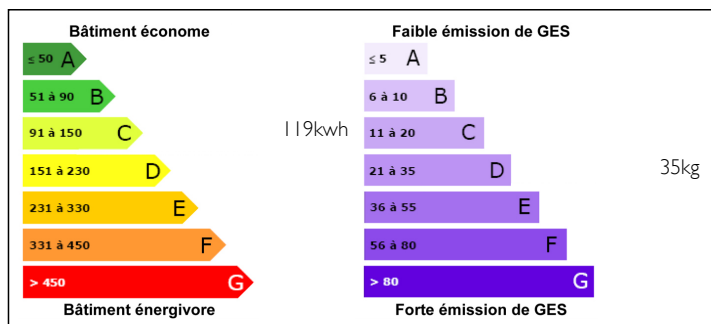 Bâtiment économe
≤ 50 A
51 à 90 B
91 à 150 C
119kwh
151 à 230 D
231 à 330 E
331 à 450 F
> 450 G
Bâtiment énergivore
Faible émission de GES
≤ 5 A
6 à 10 B
11 à 20 C
21 à 35 D
35kg
36 à 55 E
56 à 80 F
> 80 G
Forte émission de GES